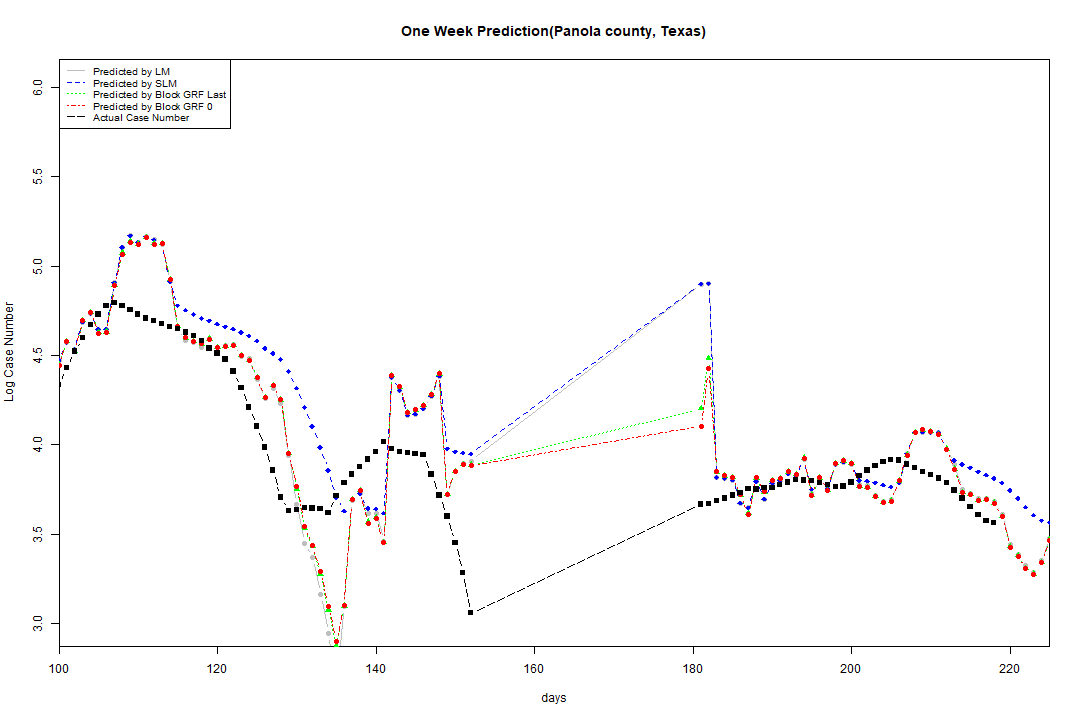 One Week Prediction(Panola county, Texas)
Predicted by LM
Predicted by SLM
Predicted by Block GRF Last
Predicted by Block GRF 0
Actual Case Number
6.0
5.5
5.0
4.5
4.0
3.5
3.0
Log Case Number
100 120 140 160 180 200 220
days